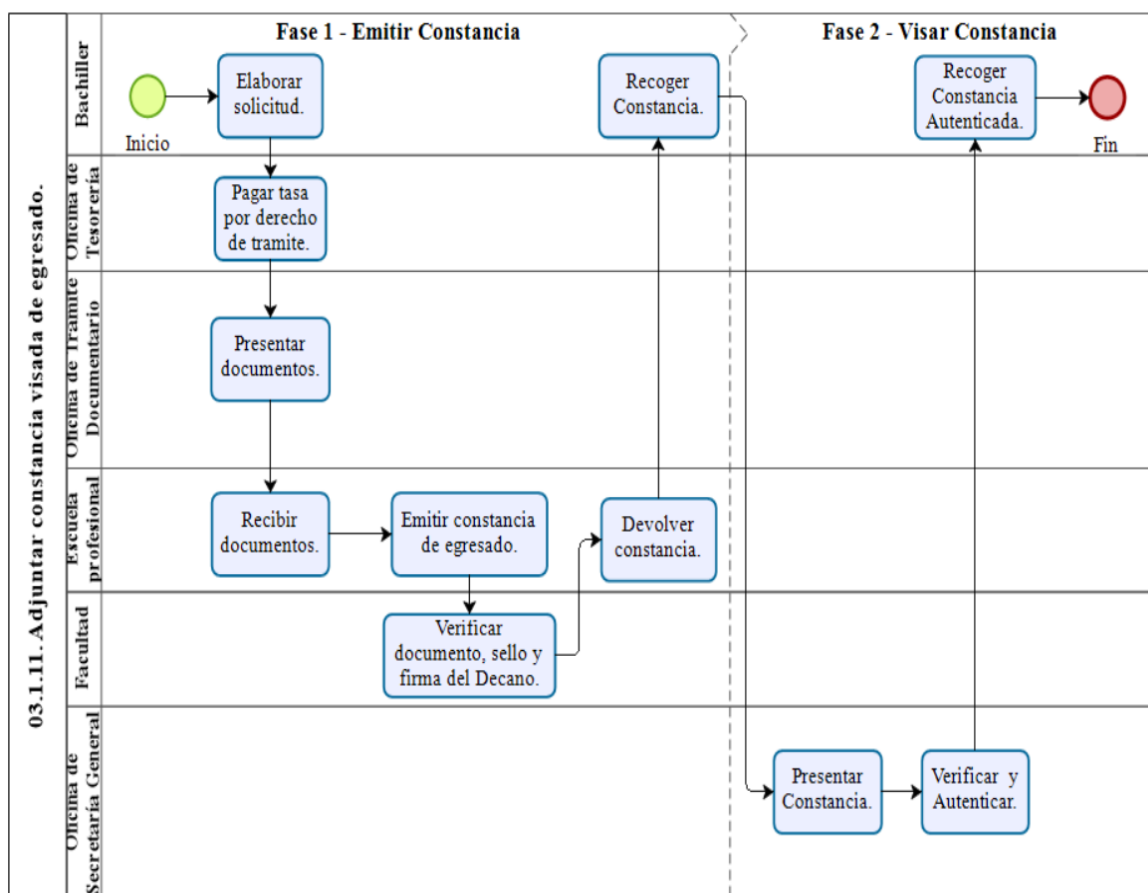 03.1.11. Adjuntar constancia visada de egresado.
Fase 1 - Emitir Constancia
Fase 2 - Visar Constancia
Bachiller
Inicio
Elaborar
solicitud.
Recoger
Constancia.
Recoger
Constancia
Autenticada.
Fin
Oficina de
Tesorería
Pagar tasa
por derecho
de tramite.
Oficina de Tramite
Documentario
Presentar
documentos.
Escuela
profesional
Recibir
documentos.
Emitir constancia
de egresado.
Devolver
constancia.
Facultad
Verificar
documento, sello y
firma del Decano.
Oficina de
Secretaría General
Presentar
Constancia.
Verificar y
Autenticar.